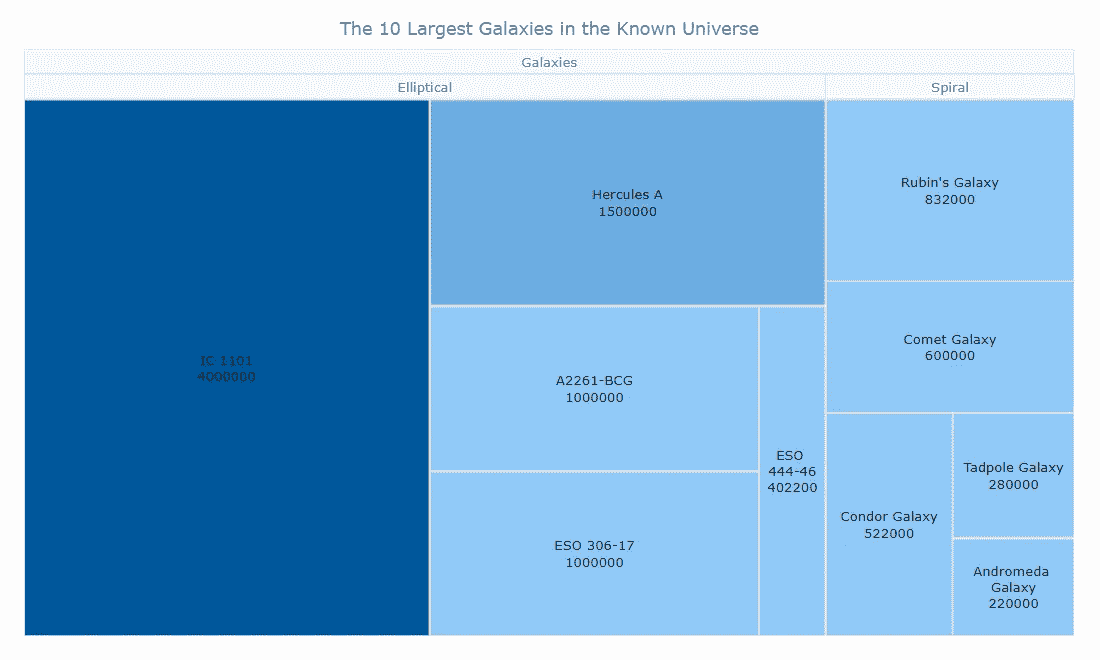 The 10 Largest Galaxies in the Known Universe
Galaxies
Elliptical
Spiral
IC 1101
4000000
Hercules A
1500000
A2261-BCG
1000000
ESO 306-17
1000000
ESO
444-46
402200
Rubin's Galaxy
832000
Comet Galaxy
600000
Condor Galaxy
522000
Tadpole Galaxy
280000
Andromeda
Galaxy
220000